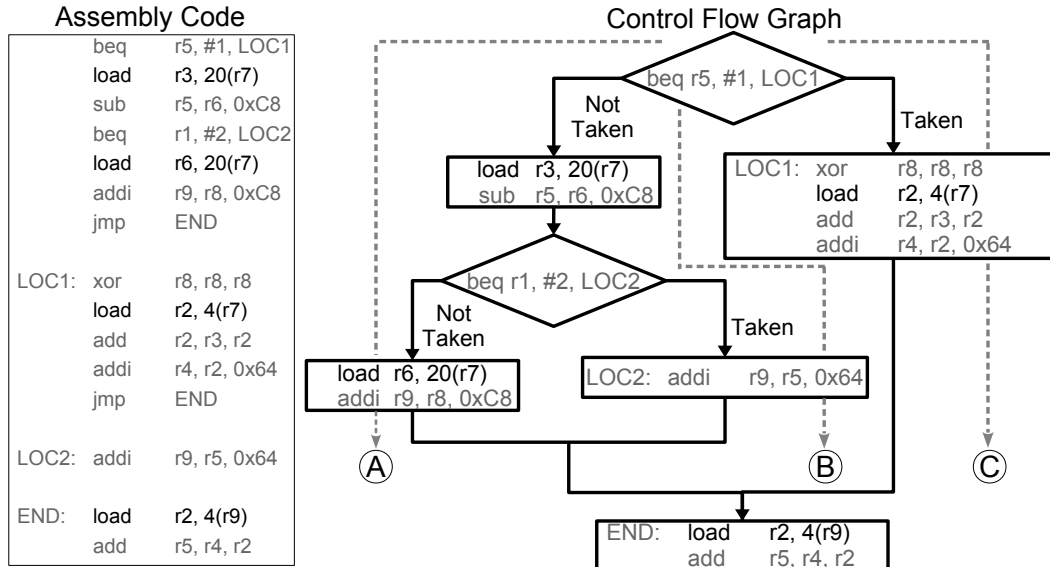 Assembly Code
beq r5, #1, LOC1
load r3, 20(r7)
sub r5, r6, 0xC8
beq r1, #2, LOC2
load r6, 20(r7)
addi r9, r8, 0xC8
jmp END
LOC1: xor r8, r8, r8
load r2, 4(r7)
add r2, r3, r2
addi r4, r2, 0x64
jmp END
LOC2: addi r9, r5, 0x64
END: load r2, 4(r9)
add r5, r4, r2
Control Flow Graph
beq r5, #1, LOC1
Not
Taken
Taken
load r3, 20(r7)
sub r5, r6, 0xC8
LOC1: xor r8, r8, r8
load r2, 4(r7)
add r2, r3, r2
addi r4, r2, 0x64
beq r1, #2, LOC2
Not
Taken
Taken
load r6, 20(r7)
addi r9, r8, 0xC8
LOC2: addi r9, r5, 0x64
A
B
C
END: load r2, 4(r9)
add r5, r4, r2